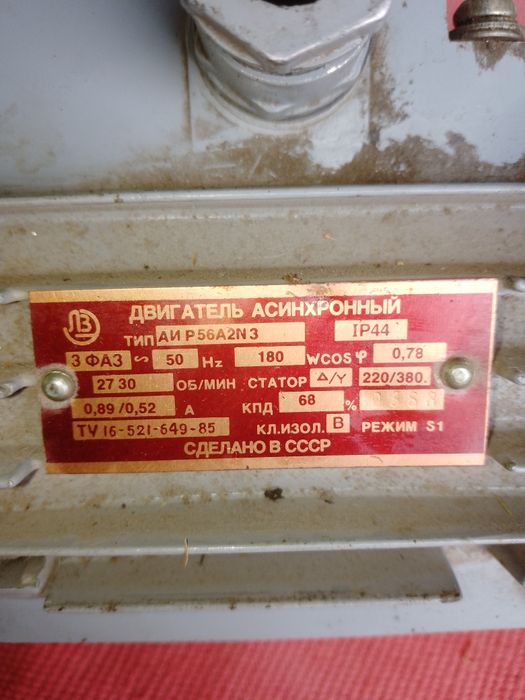 ДВИГАТЕЛЬ АСИНХРОННЫЙ
ТИП АИР56А2N3 IP44
3 ФАЗ ~ 50 Hz 180 W COS φ 0,78
2730 ОБ/МИН СТАТОР Δ/Y 220/380.
0,89/0,52 А КПД 68 %
ТУ 16-521-649-85 КЛ.ИЗОЛ. В РЕЖИМ S1
СДЕЛАНО В СССР